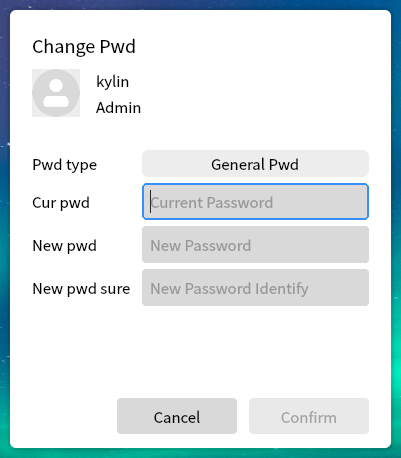 Change Pwd
kylin
Admin
Pwd type General Pwd
Cur pwd Current Password
New pwd New Password
New pwd sure New Password Identify
Cancel Confirm